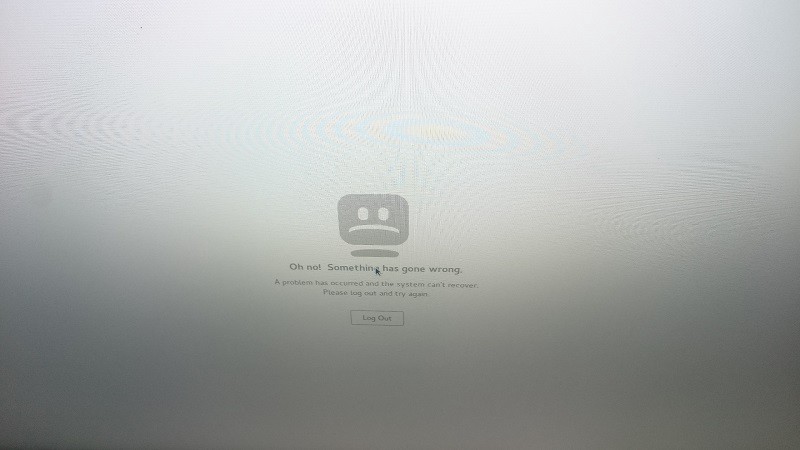 Oh no! Something has gone wrong.
A problem has occurred and the system can't recover.
Please log out and try again.
Log Out